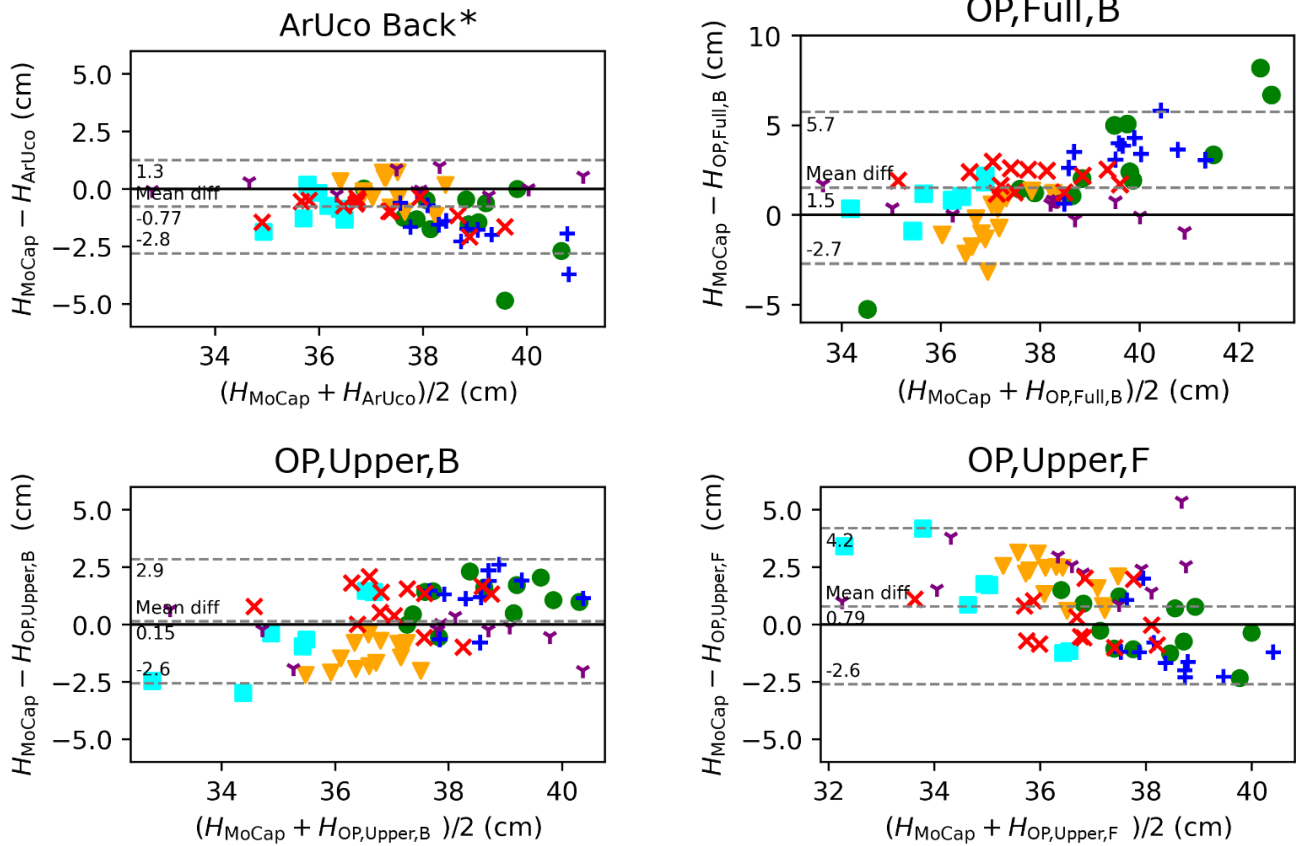 ArUco Back*
H_MoCap − H_ArUco (cm)
5.0
2.5
0.0
−2.5
−5.0
1.3
Mean diff
-0.77
-2.8
34 36 38 40
(H_MoCap + H_ArUco)/2 (cm)
OP,Full,B
H_MoCap − H_OP,Full,B (cm)
10
5
0
−5
5.7
Mean diff
1.5
-2.7
34 36 38 40 42
(H_MoCap + H_OP,Full,B)/2 (cm)
OP,Upper,B
H_MoCap − H_OP,Upper,B (cm)
5.0
2.5
0.0
−2.5
−5.0
2.9
Mean diff
0.15
-2.6
34 36 38 40
(H_MoCap + H_OP,Upper,B )/2 (cm)
OP,Upper,F
H_MoCap − H_OP,Upper,F (cm)
5.0
2.5
0.0
−2.5
−5.0
4.2
Mean diff
0.79
-2.6
32 34 36 38 40
(H_MoCap + H_OP,Upper,F )/2 (cm)